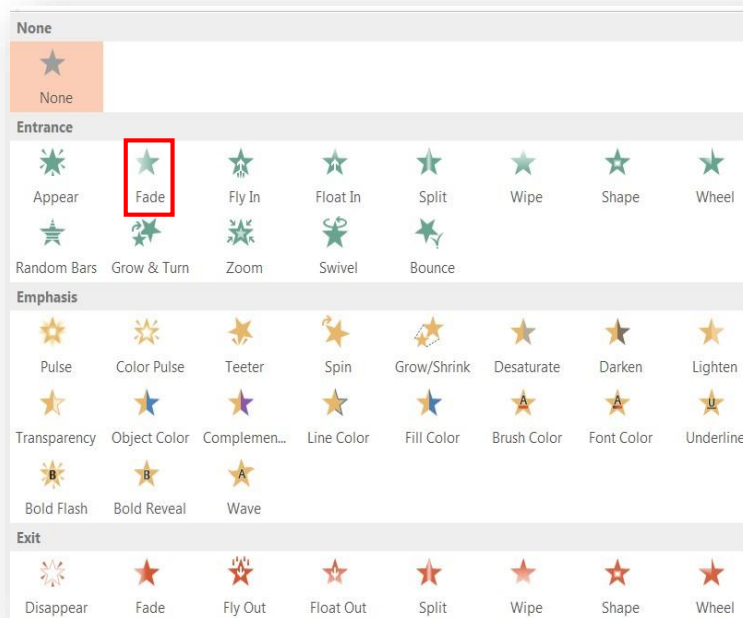 None
None
Entrance
Appear Fade Fly In Float In Split Wipe Shape Wheel
Random Bars Grow & Turn Zoom Swivel Bounce
Emphasis
Pulse Color Pulse Teeter Spin Grow/Shrink Desaturate Darken Lighten
Transparency Object Color Complemen... Line Color Fill Color Brush Color Font Color Underline
Bold Flash Bold Reveal Wave
Exit
Disappear Fade Fly Out Float Out Split Wipe Shape Wheel